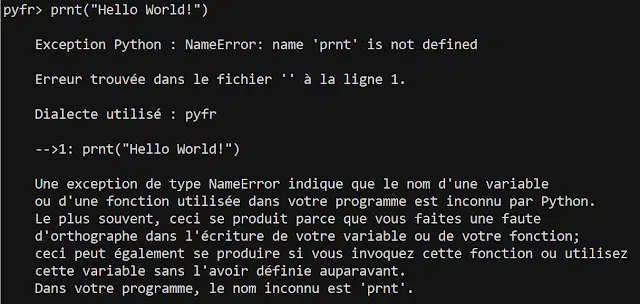 pyfr> prnt("Hello World!")
Exception Python : NameError: name 'prnt' is not defined
Erreur trouvée dans le fichier '' à la ligne 1.
Dialecte utilisé : pyfr
-->1: prnt("Hello World!")
Une exception de type NameError indique que le nom d'une variable
ou d'une fonction utilisée dans votre programme est inconnu par Python.
Le plus souvent, ceci se produit parce que vous faites une faute
d'orthographe dans l'écriture de votre variable ou de votre fonction;
ceci peut également se produire si vous invoquez cette fonction ou utilisez
cette variable sans l'avoir définie auparavant.
Dans votre programme, le nom inconnu est 'prnt'.